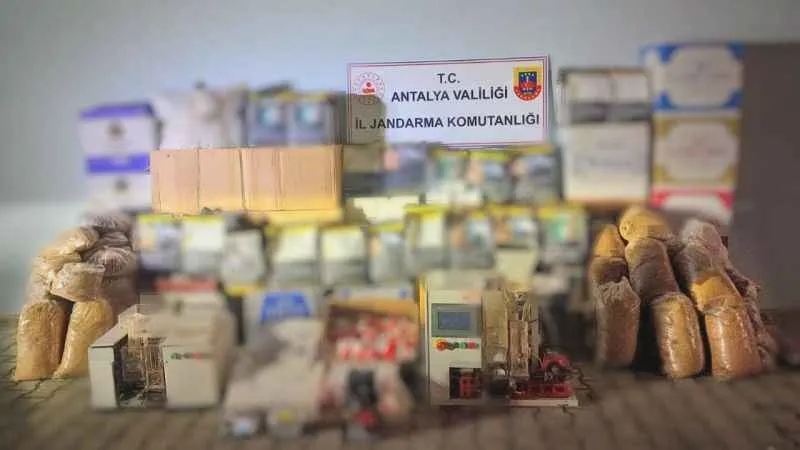 T.C.
ANTALYA VALİLİĞİ
İL JANDARMA KOMUTANLIĞI